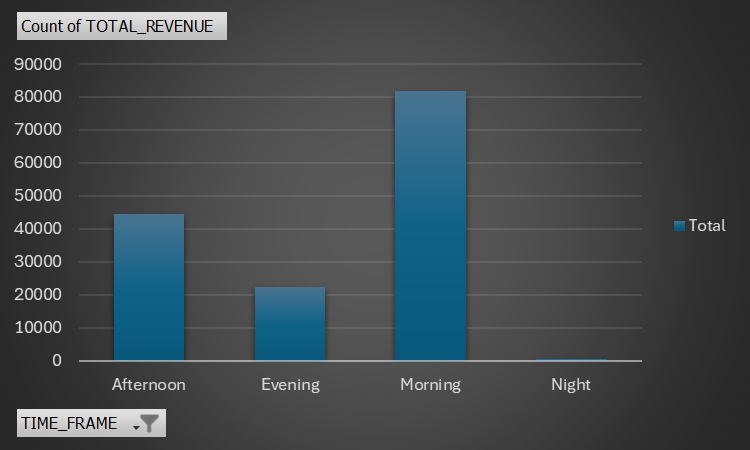 Count of TOTAL_REVENUE
90000
80000
70000
60000
50000
40000
30000
20000
10000
0
Total
Afternoon Evening Morning Night
TIME_FRAME